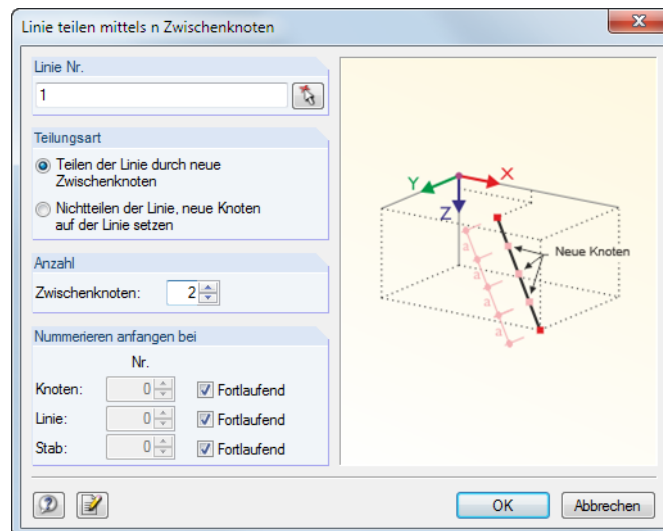 Linie teilen mittels n Zwischenknoten
Linie Nr.
1
Teilungsart
Teilen der Linie durch neue
Zwischenknoten
Nichtteilen der Linie, neue Knoten
auf der Linie setzen
Anzahl
Zwischenknoten: 2
Nummerieren anfangen bei
Nr.
Knoten: 0 Fortlaufend
Linie: 0 Fortlaufend
Stab: 0 Fortlaufend
X
Y
Z
Neue Knoten
a
a
a
a
OK
Abbrechen